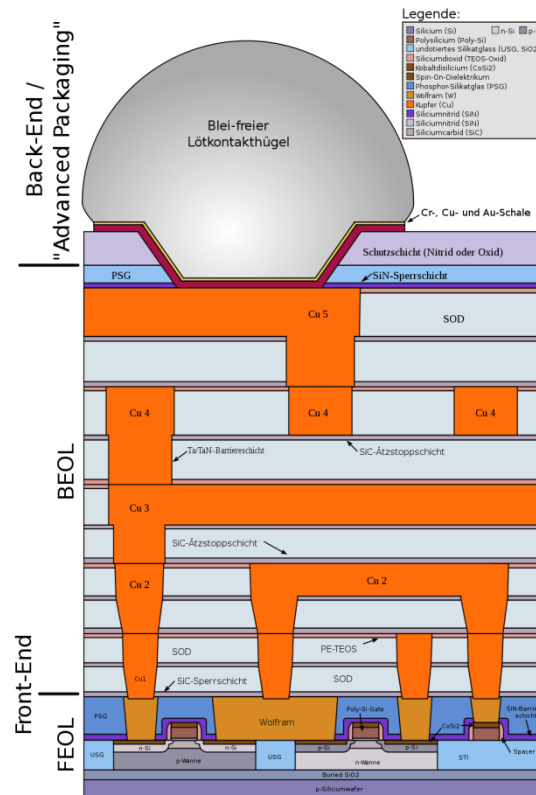 Legende:
Silicium (Si)
n-Si
Polysilicium (Poly-Si)
undotiertes Silikatglass (USG, SiO2
Siliciumdioxid (TEOS-Oxid)
Kobaltdisilicium (CoSi2)
Spin-On-Dielektrikum
Phosphor-Silikatglas (PSG)
Wolfram (W)
Kupfer (Cu)
Siliciumnitrid (SiN)
Siliciumnitrid (SiN)
Siliciumcarbid (SiC)
Back-End /
"Advanced Packaging"
Blei-freier
Lötkontakthügel
Cr-, Cu- und Au-Schale
Schutzschicht (Nitrid oder Oxid)
PSG
SiN-Sperrschicht
Cu 5
SOD
BEOL
Cu 4
Cu 4
Cu 4
Ta/TaN-Barriereschicht
SiC-Ätzstoppschicht
Cu 3
SiC-Ätzstoppschicht
Cu 2
Cu 2
SOD
PE-TEOS
Cu1
SiC-Sperrschicht
SOD
Front-End
FEOL
PSG
Wolfram
Poly-Si-Gate
SiN-Barrie
schicht
CoSi2
Spacer
USG
n-Si
n-Si
USG
p-Si
p-Si
STI
p-Wanne
n-Wanne
Buried SiO2
p-Siliciumwafer